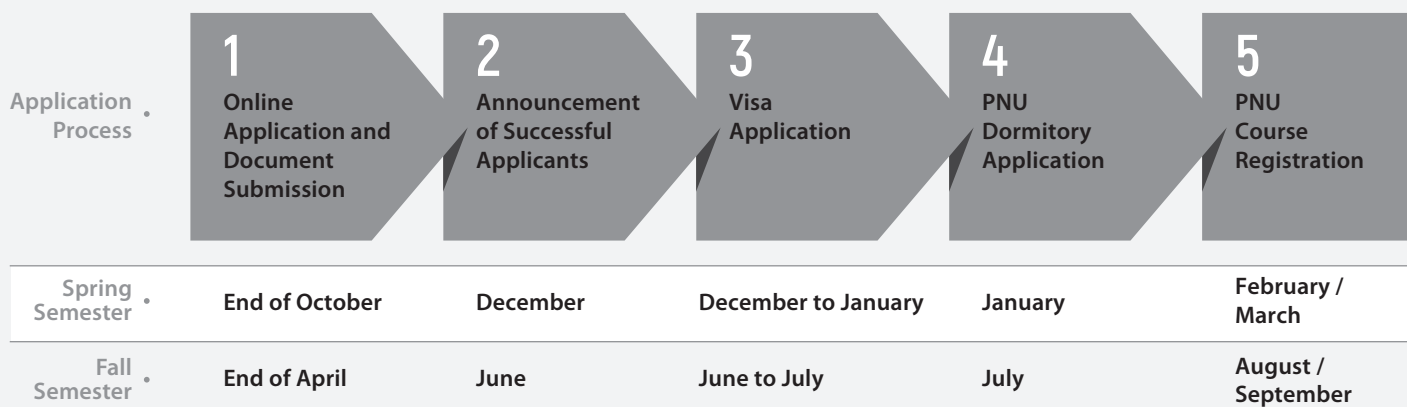 Application
Process •
1
Online
Application and
Document
Submission
2
Announcement
of Successful
Applicants
3
Visa
Application
4
PNU
Dormitory
Application
5
PNU
Course
Registration
Spring
Semester •
End of October
December
December to January
January
February /
March
Fall
Semester •
End of April
June
June to July
July
August /
September